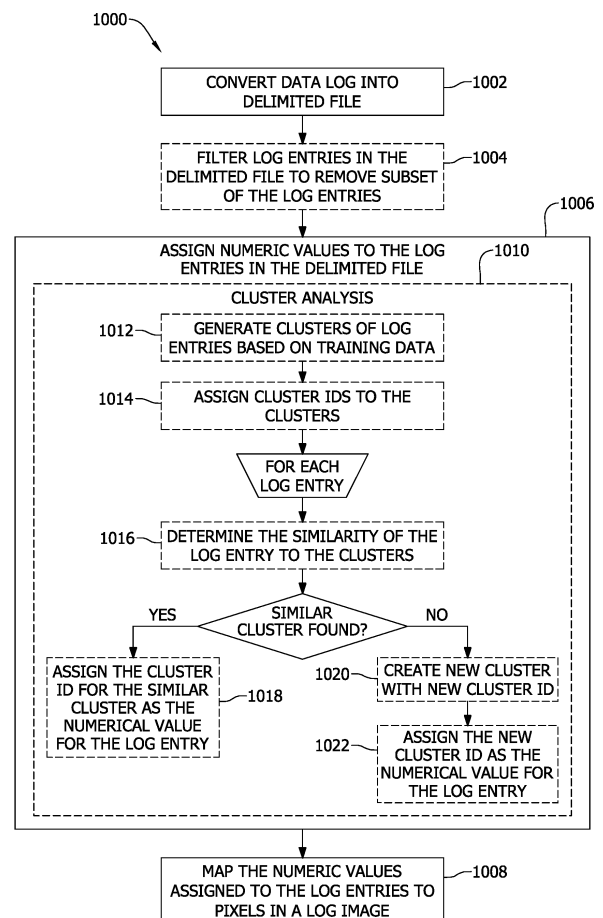 1000
CONVERT DATA LOG INTO
DELIMITED FILE
1002
FILTER LOG ENTRIES IN THE
DELIMITED FILE TO REMOVE SUBSET
OF THE LOG ENTRIES
1004
1006
ASSIGN NUMERIC VALUES TO THE LOG
ENTRIES IN THE DELIMITED FILE
1010
CLUSTER ANALYSIS
1012
GENERATE CLUSTERS OF LOG
ENTRIES BASED ON TRAINING DATA
1014
ASSIGN CLUSTER IDS TO THE
CLUSTERS
FOR EACH
LOG ENTRY
1016
DETERMINE THE SIMILARITY OF THE
LOG ENTRY TO THE CLUSTERS
SIMILAR
CLUSTER FOUND?
YES
NO
ASSIGN THE CLUSTER
ID FOR THE SIMILAR
CLUSTER AS THE
NUMERICAL VALUE
FOR THE LOG ENTRY
1018
1020
CREATE NEW CLUSTER
WITH NEW CLUSTER ID
1022
ASSIGN THE NEW
CLUSTER ID AS THE
NUMERICAL VALUE FOR
THE LOG ENTRY
MAP THE NUMERIC VALUES
ASSIGNED TO THE LOG ENTRIES TO
PIXELS IN A LOG IMAGE
1008